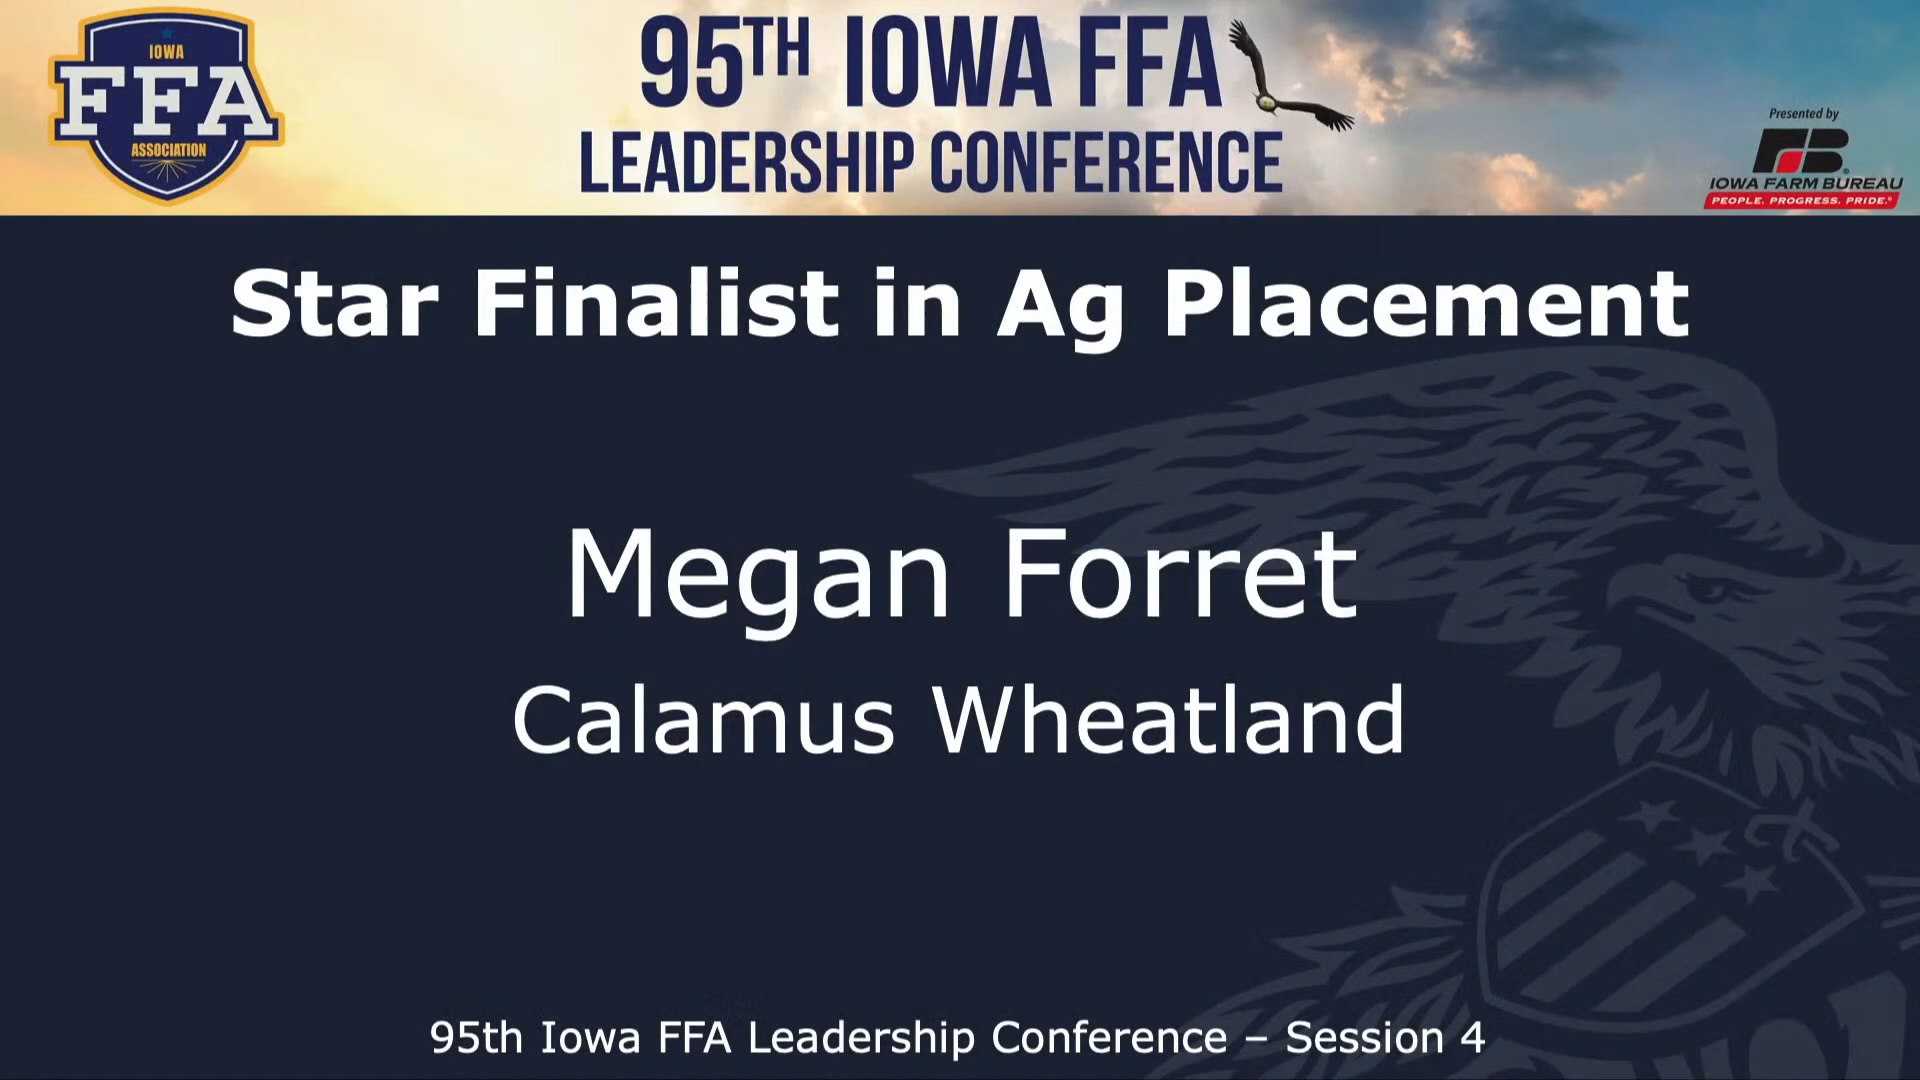 IOWA
FFA
ASSOCIATION
95TH IOWA FFA
LEADERSHIP CONFERENCE
Presented by
FB
IOWA FARM BUREAU
PEOPLE. PROGRESS. PRIDE.®
Star Finalist in Ag Placement
Megan Forret
Calamus Wheatland
95th Iowa FFA Leadership Conference – Session 4